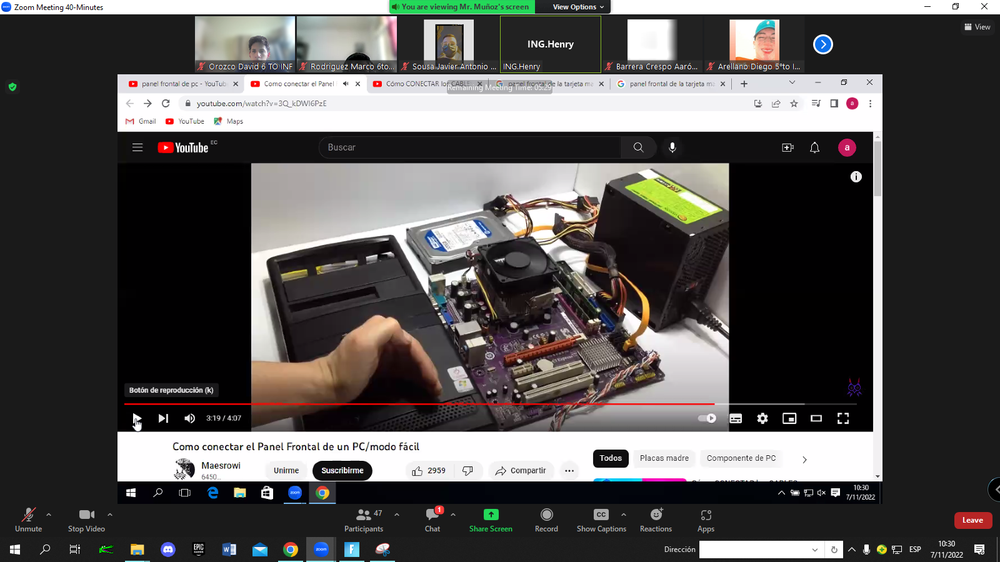 Zoom Meeting 40-Minutes
You are viewing Mr. Muñoz's screen
View Options
View
Orozco David 6 TO INF
Rodriguez Marco 6to...
Sousa Javier Antonio ...
ING.Henry
ING.Henry
Barrera Crespo Aaró...
Arellano Diego 5°to I...
panel frontal de pc - YouTub
Como conectar el Panel
Cómo CONECTAR los CABLE
panel frontal de la tarjeta ma
panel frontal de la tarjeta ma
Remaining Meeting Time: 05:29
youtube.com/watch?v=3Q_kDWI6PzE
a
Gmail
YouTube
Maps
YouTube EC
Buscar
a
Botón de reproducción (k)
3:19 / 4:07
Como conectar el Panel Frontal de un PC/modo fácil
Maesrowi
6450...
Unirme
Suscribirme
2959
Compartir
Todos
Placas madre
Componente de PC
10:30
7/11/2022
Unmute
Stop Video
47
Participants
1
Chat
Share Screen
Record
CC
Show Captions
Reactions
Apps
Leave
EPIC GAMES
zoom
Dirección
ESP
10:30
7/11/2022